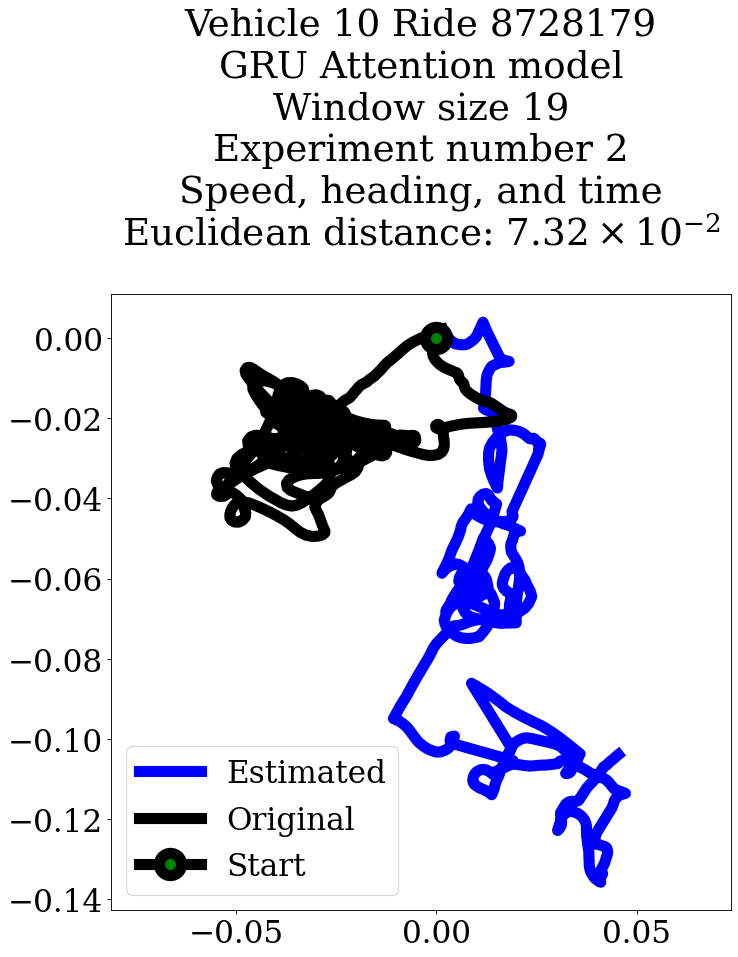 Vehicle 10 Ride 8728179
GRU Attention model
Window size 19
Experiment number 2
Speed, heading, and time
Euclidean distance: 7.32 × 10⁻²
0.00
−0.02
−0.04
−0.06
−0.08
−0.10
−0.12
−0.14
Estimated
Original
Start
−0.05
0.00
0.05